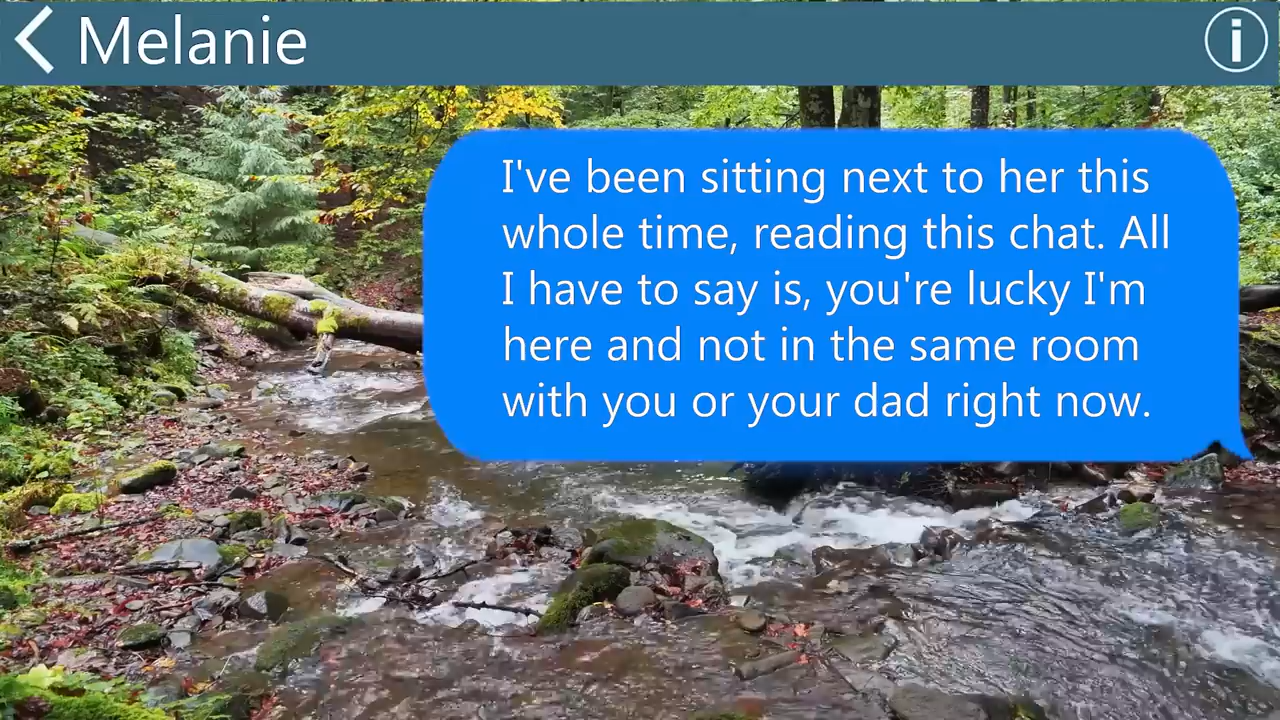 Melanie
I've been sitting next to her this
whole time, reading this chat. All
I have to say is, you're lucky I'm
here and not in the same room
with you or your dad right now.